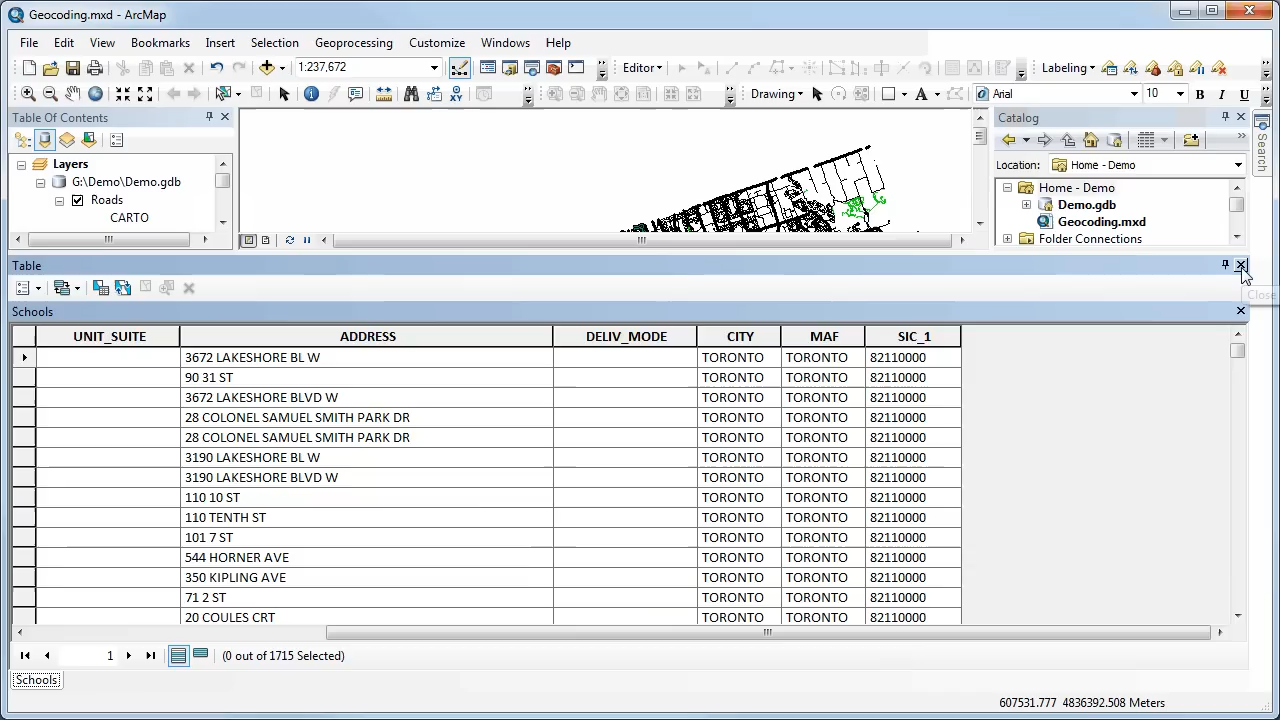 Geocoding.mxd - ArcMap
File Edit View Bookmarks Insert Selection Geoprocessing Customize Windows Help
1:237.672 Editor Labeling
Drawing Arial 10 B I U
Table Of Contents
Catalog
Search
Location: Home - Demo
Layers
G:\Demo\Demo.gdb
Roads
CARTO
Home - Demo
Demo.gdb
Geocoding.mxd
Folder Connections
Table
Close
Schools
UNIT_SUITE ADDRESS DELIV_MODE CITY MAF SIC_1
3672 LAKESHORE BL W TORONTO TORONTO 82110000
90 31 ST TORONTO TORONTO 82110000
3672 LAKESHORE BLVD W TORONTO TORONTO 82110000
28 COLONEL SAMUEL SMITH PARK DR TORONTO TORONTO 82110000
28 COLONEL SAMUEL SMITH PARK DR TORONTO TORONTO 82110000
3190 LAKESHORE BL W TORONTO TORONTO 82110000
3190 LAKESHORE BLVD W TORONTO TORONTO 82110000
110 10 ST TORONTO TORONTO 82110000
110 TENTH ST TORONTO TORONTO 82110000
101 7 ST TORONTO TORONTO 82110000
544 HORNER AVE TORONTO TORONTO 82110000
350 KIPLING AVE TORONTO TORONTO 82110000
71 2 ST TORONTO TORONTO 82110000
20 COULES CRT TORONTO TORONTO 82110000
1 (0 out of 1715 Selected)
Schools
607531.777 4836392.508 Meters